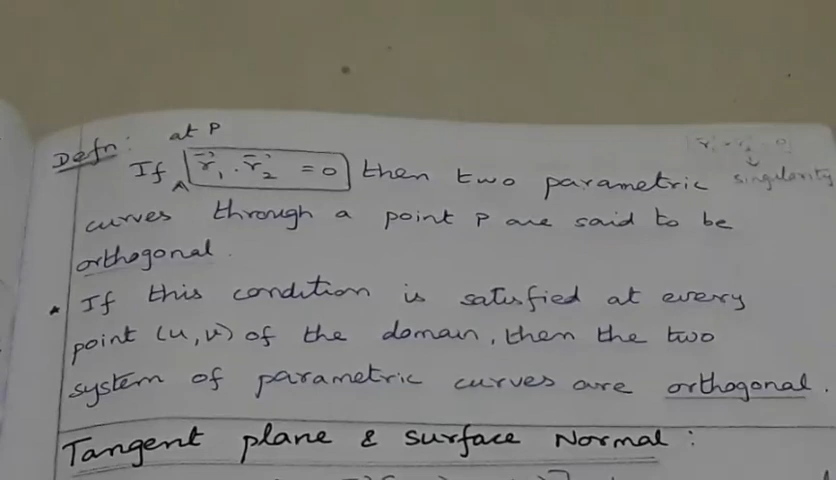 Defn: at P
If r⃗₁ . r⃗₂ = 0 then two parametric
singularity
curves through a point P are said to be
orthogonal.
* If this condition is satisfied at every
point (u,v) of the domain, then the two
system of parametric curves are orthogonal.
Tangent plane & surface Normal :